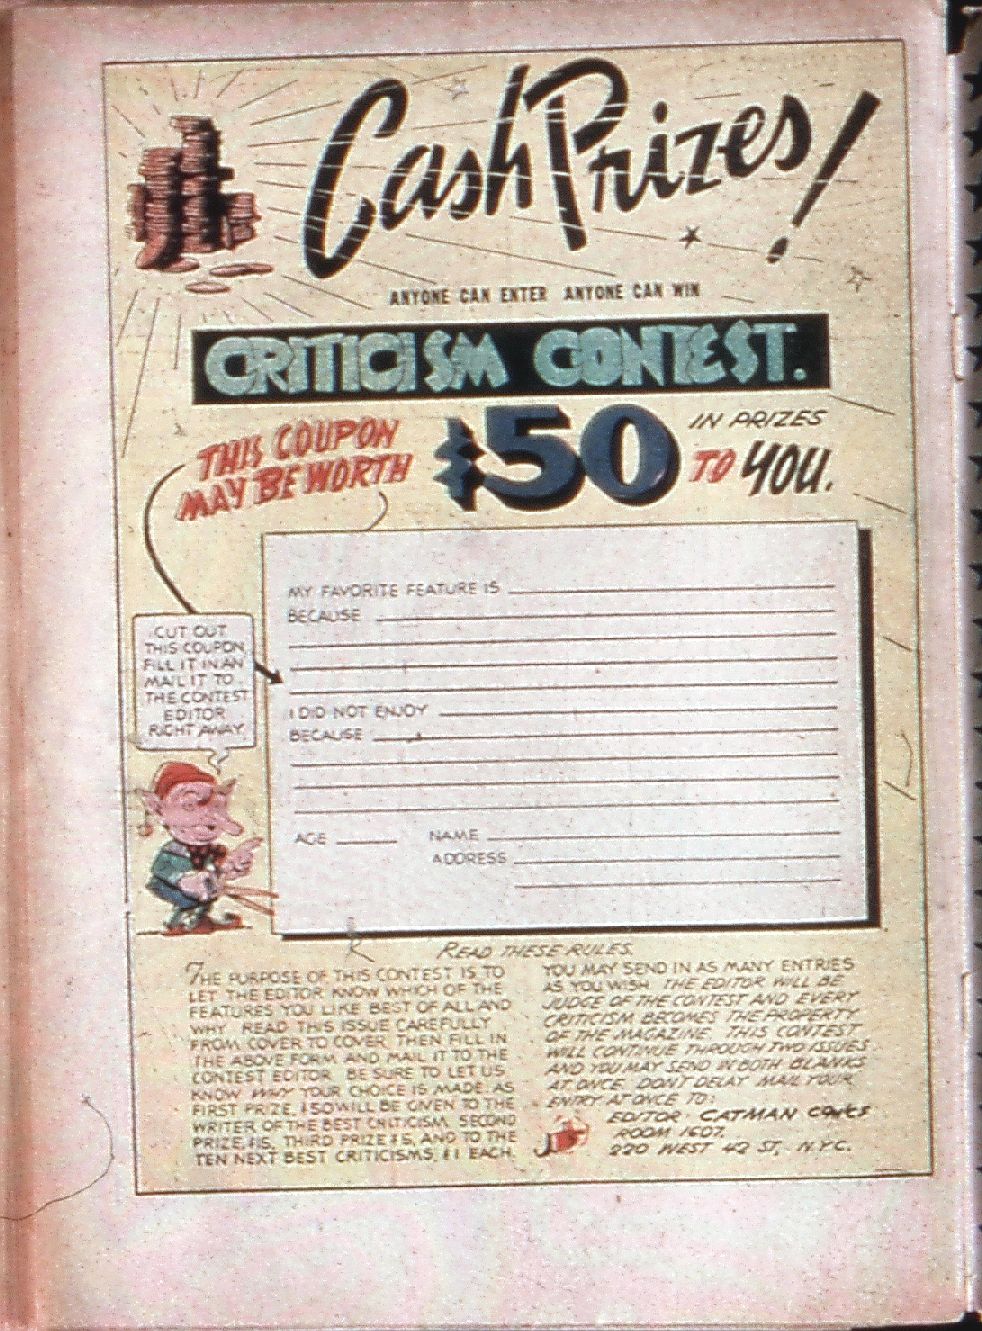 Cash Prizes!
ANYONE CAN ENTER ANYONE CAN WIN
CRITICISM CONTEST.
THIS COUPON
MAY BE WORTH
$50
IN PRIZES
TO YOU.
MY FAVORITE FEATURE IS
BECAUSE
I DID NOT ENJOY
BECAUSE
AGE NAME
ADDRESS
CUT OUT
THIS COUPON
FILL IT IN AN
MAIL IT TO
THE CONTEST
EDITOR
RIGHT AWAY.
READ THESE RULES.
THE PURPOSE OF THIS CONTEST IS TO
LET THE EDITOR KNOW WHICH OF THE
FEATURES YOU LIKE BEST OF ALL AND
WHY READ THIS ISSUE CAREFULLY
FROM COVER TO COVER THEN FILL IN
THE ABOVE FORM AND MAIL IT TO THE
CONTEST EDITOR BE SURE TO LET US
KNOW WHY YOUR CHOICE IS MADE. AS
FIRST PRIZE, WILL BE GIVEN TO THE
WRITER OF THE BEST CRITICISM, SECOND
PRIZE THIRD PRIZE $5, AND TO THE
TEN NEXT BEST CRITICISMS, $1 EACH.
YOU MAY SEND IN AS MANY ENTRIES
AS YOU WISH THE EDITOR WILL BE
JUDGE OF THE CONTEST AND EVERY
CRITICISM BECOMES THE PROPERTY
OF THE MAGAZINE THIS CONTEST
WILL CONTINUE THROUGH TWO ISSUES
AND YOU MAY SEND IN BOTH BLANKS
AT ONCE. DON'T DELAY MAIL YOUR
ENTRY AT ONCE TO:
EDITOR: CATMAN COMICS
ROOM 1607,
220 WEST 42 ST., N.Y.C.